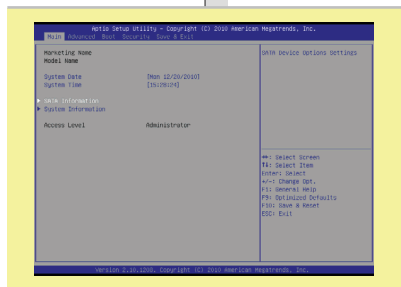 Aptio Setup Utility – Copyright (C) 2010 American Megatrends, Inc.
Main Advanced Boot Security Save & Exit
Marketing Name
Model Name
System Date [Mon 12/20/2010]
System Time [15:28:24]
SATA Information
System Information
Access Level Administrator
SATA Device Options Settings
↔: Select Screen
↑↓: Select Item
Enter: Select
+/-: Change Opt.
F1: General Help
F9: Optimized Defaults
F10: Save & Reset
ESC: Exit
Version 2.10.1208. Copyright (C) 2010 American Megatrends, Inc.